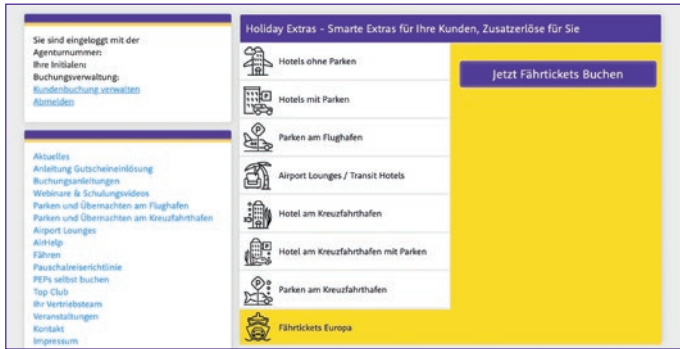 Sie sind eingeloggt mit der
Agenturnummer:
Ihre Initialen:
Buchungsverwaltung:
Kundenbuchung verwalten
Abmelden
Aktuelles
Anleitung Gutscheineinlösung
Buchungsanleitungen
Webinare & Schulungsvideos
Parken und Übernachten am Flughafen
Parken und Übernachten am Kreuzfahrthafen
Airport Lounges
AirHelp
Fähren
Pauschalreiserichtlinie
PEPs selbst buchen
Top Club
Ihr Vertriebsteam
Veranstaltungen
Kontakt
Impressum
Holiday Extras - Smarte Extras für Ihre Kunden, Zusatzerlöse für Sie
Hotels ohne Parken
Hotels mit Parken
Parken am Flughafen
Airport Lounges / Transit Hotels
Hotel am Kreuzfahrthafen
Hotel am Kreuzfahrthafen mit Parken
Parken am Kreuzfahrthafen
Fährtickets Europa
Jetzt Fährtickets Buchen